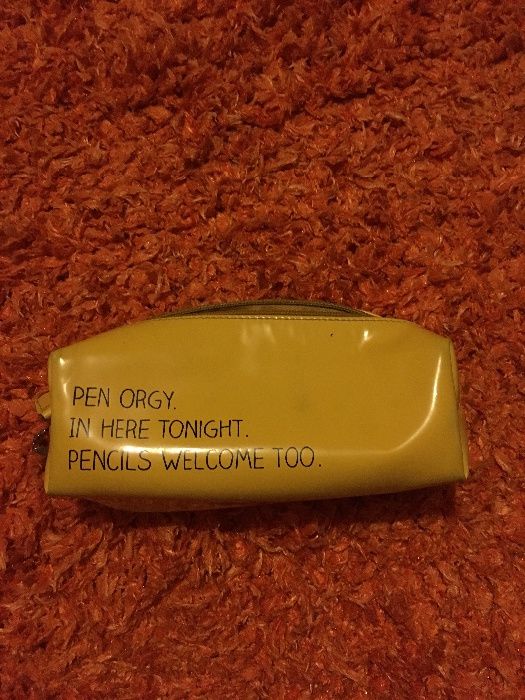 PEN ORGY.
IN HERE TONIGHT.
PENCILS WELCOME TOO.